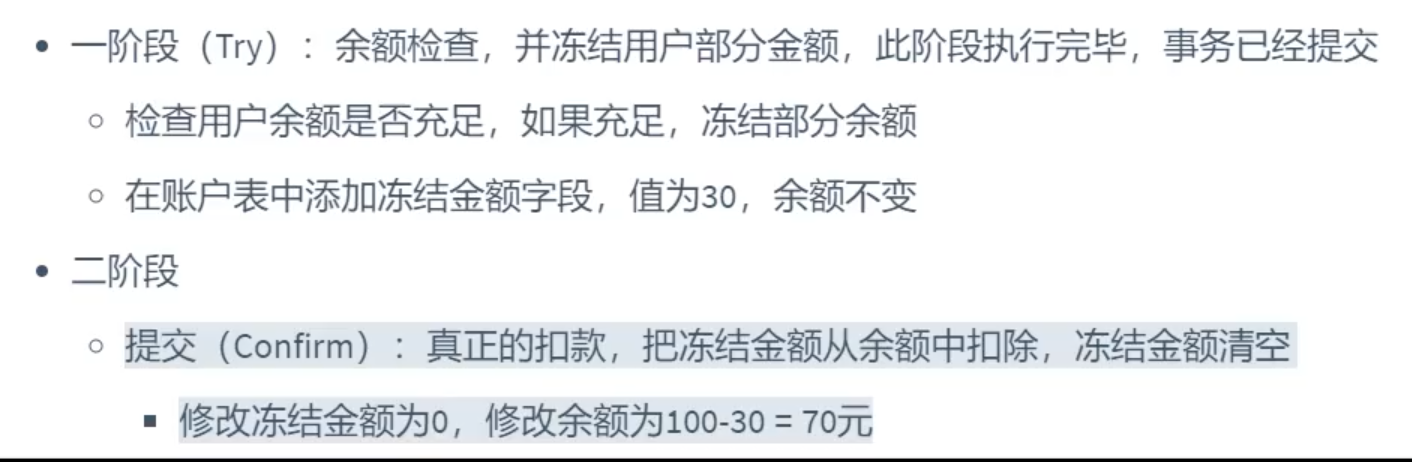 一阶段（Try）：余额检查，并冻结用户部分金额，此阶段执行完毕，事务已经提交
检查用户余额是否充足，如果充足，冻结部分余额
在账户表中添加冻结金额字段，值为30，余额不变
二阶段
提交（Confirm）：真正的扣款，把冻结金额从余额中扣除，冻结金额清空
修改冻结金额为0，修改余额为100-30 = 70元